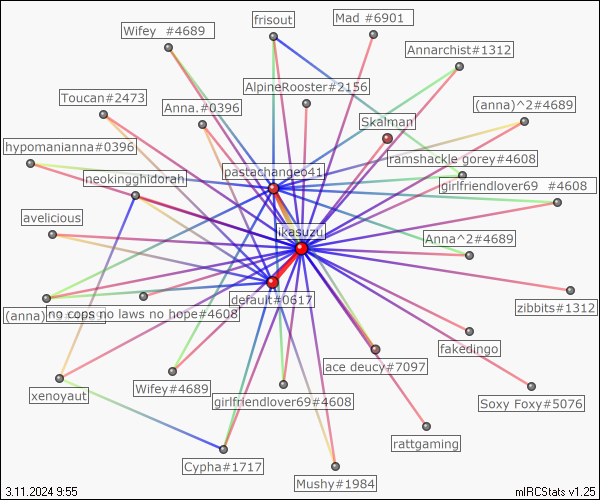 frisout
Mad #6901
Wifey #4689
Annarchist#1312
AlpineRooster#2156
Toucan#2473
Anna.#0396
(anna)^2#4689
Skalman
hypomanianna#0396
ramshackle gorey#4608
pastachangeo41
neokingghidorah
girlfriendlover69 #4608
avelicious
ikasuzu
Anna^2#4689
default#0617
zibbits#1312
no cops no laws no hope#4608
fakedingo
ace deucy#7097
xenoyaut
Wifey#4689
girlfriendlover69#4608
Soxy Foxy#5076
rattgaming
Cypha#1717
Mushy#1984
3.11.2024 9:55
mIRCStats v1.25